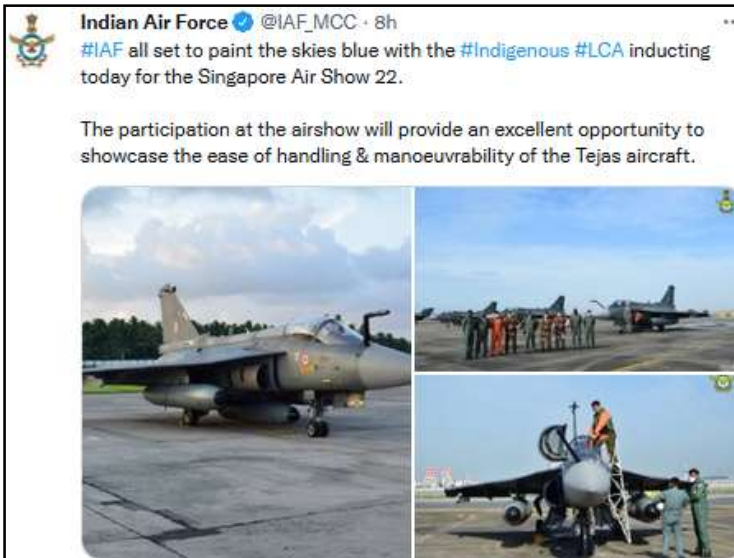 Indian Air Force @IAF_MCC · 8h
#IAF all set to paint the skies blue with the #Indigenous #LCA inducting
today for the Singapore Air Show 22.
The participation at the airshow will provide an excellent opportunity to
showcase the ease of handling & manoeuvrability of the Tejas aircraft.